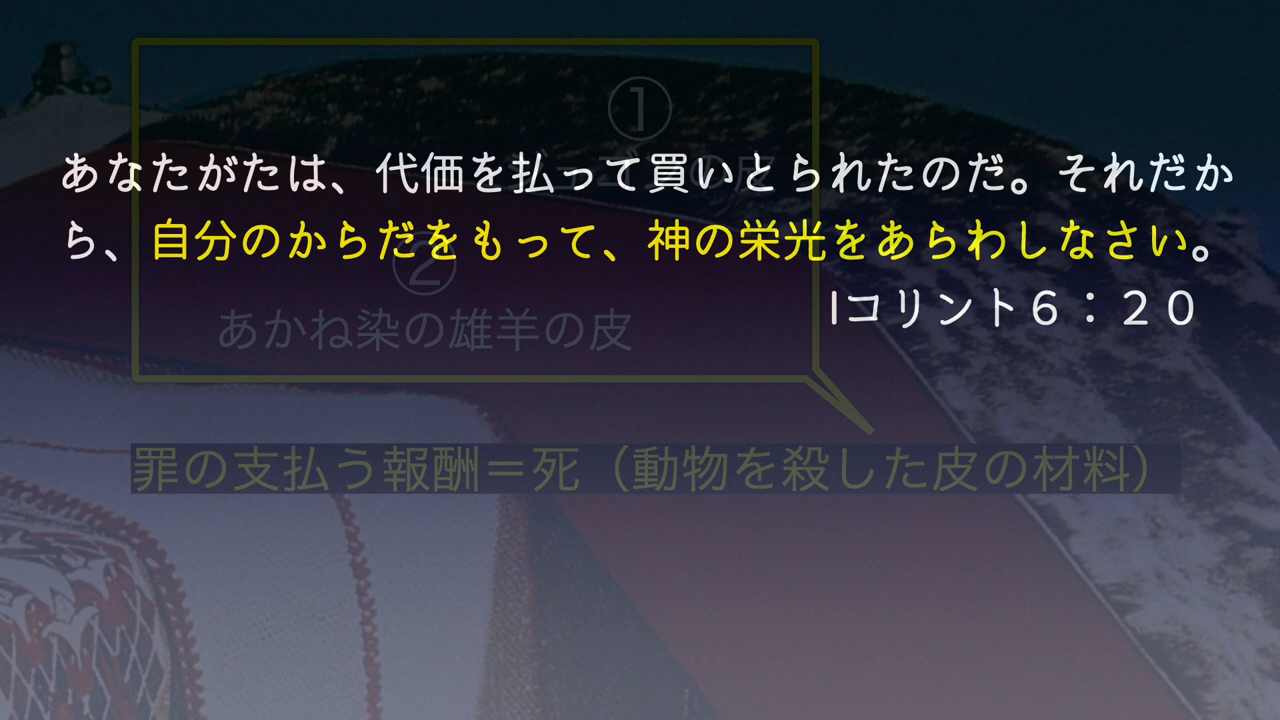 あなたがたは、代価を払って買いとられたのだ。それだか
ら、自分のからだをもって、神の栄光をあらわしなさい。
Iコリント６：２０
①
②
あかね染の雄羊の皮
罪の支払う報酬＝死（動物を殺した皮の材料）